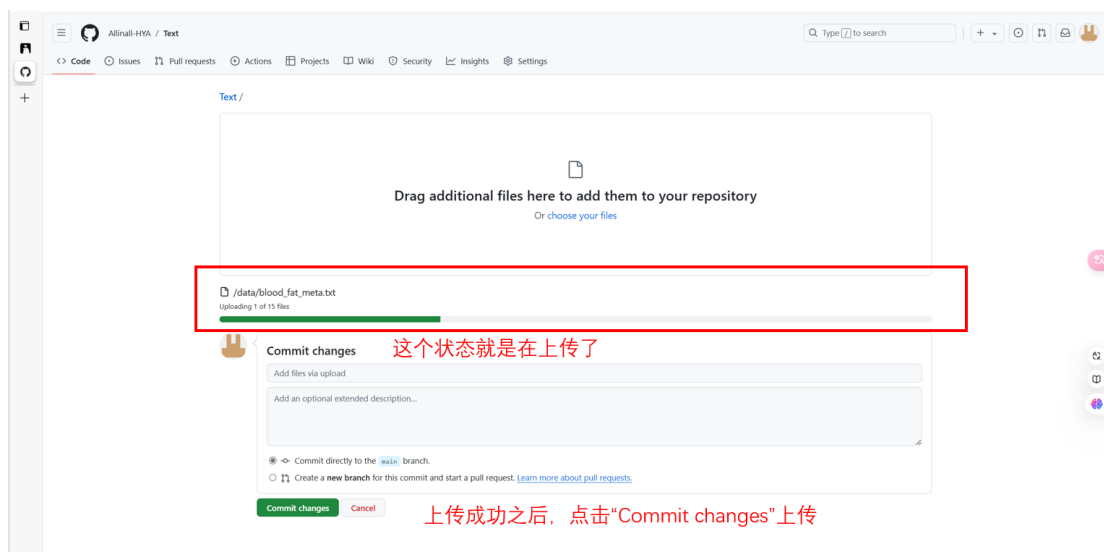 Allinall-HYA / Text
Type / to search
Code Issues Pull requests Actions Projects Wiki Security Insights Settings
Text /
Drag additional files here to add them to your repository
Or choose your files
/data/blood_fat_meta.txt
Uploading 1 of 15 files
Commit changes
这个状态就是在上传了
Add files via upload
Add an optional extended description...
Commit directly to the main branch.
Create a new branch for this commit and start a pull request. Learn more about pull requests.
Commit changes Cancel
上传成功之后，点击“Commit changes”上传